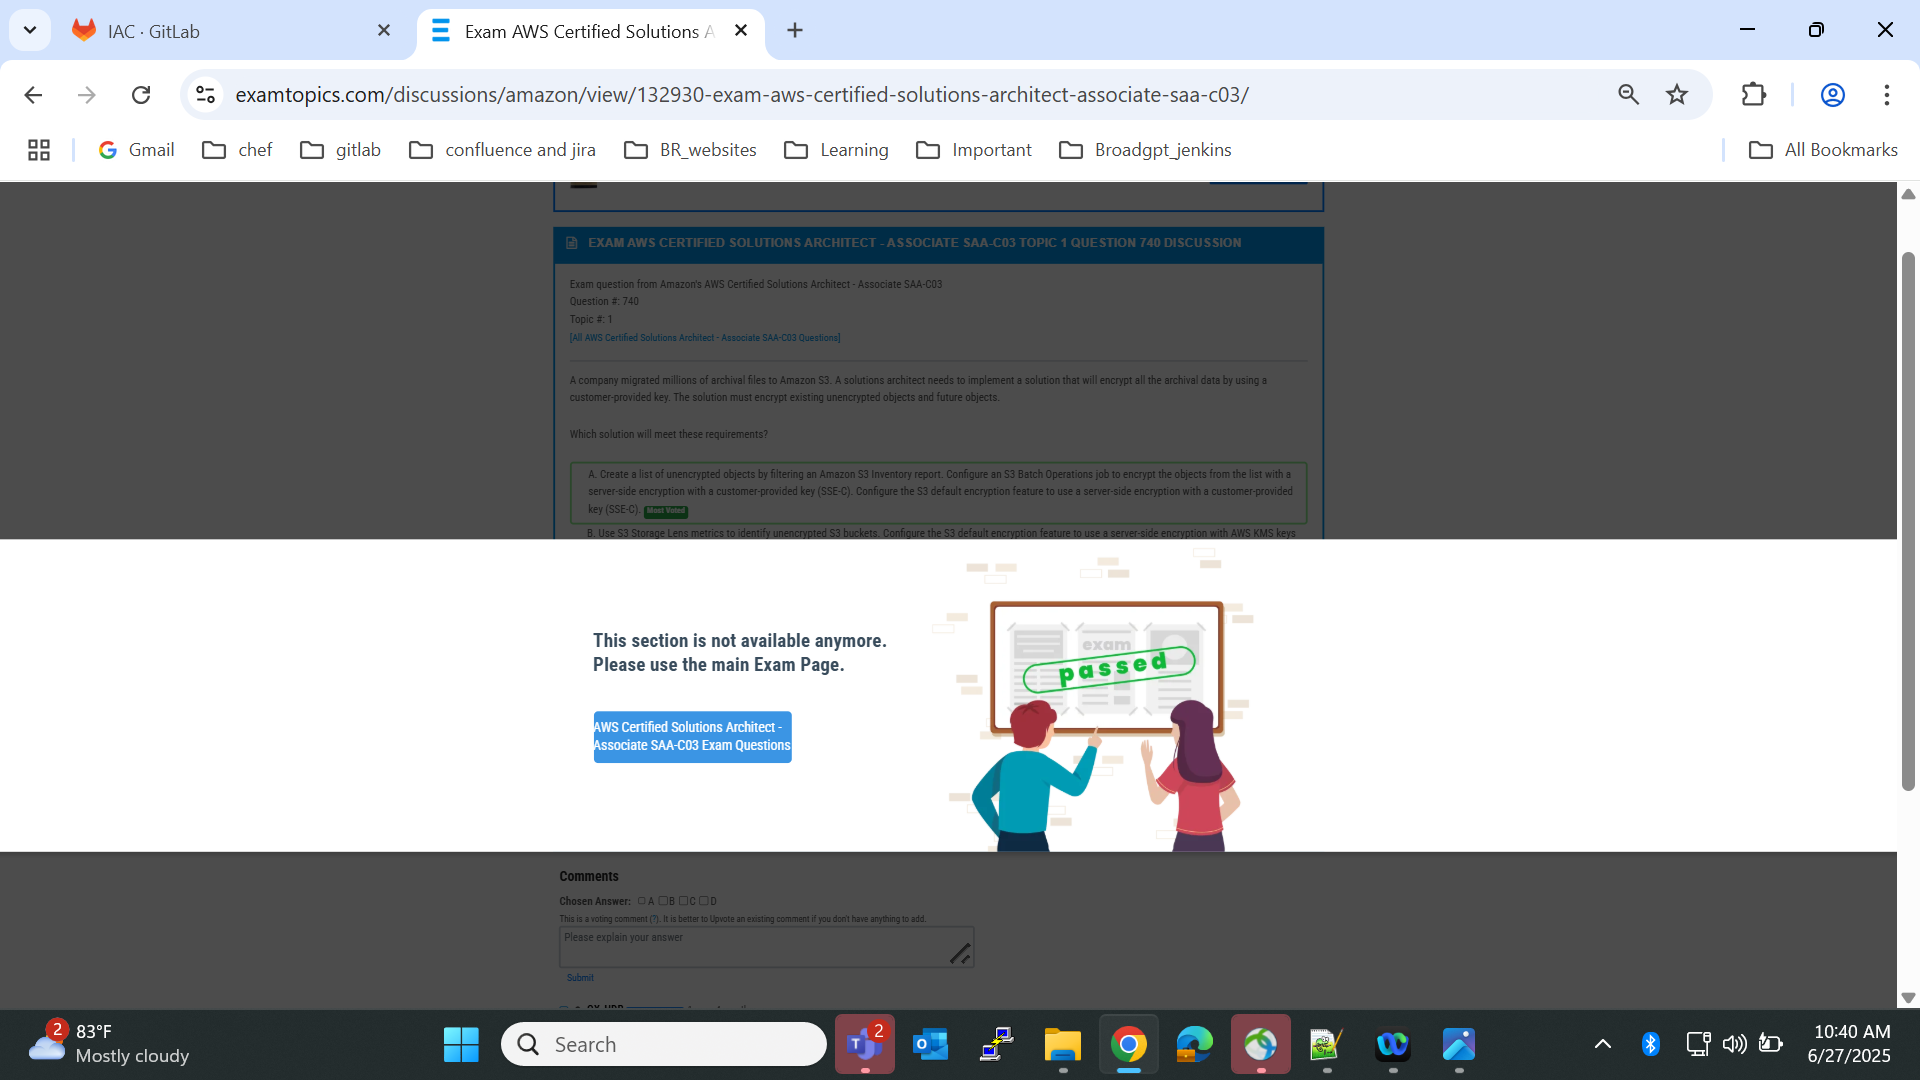 IAC · GitLab
Exam AWS Certified Solutions A
examtopics.com/discussions/amazon/view/132930-exam-aws-certified-solutions-architect-associate-saa-c03/
Gmail
chef
gitlab
confluence and jira
BR_websites
Learning
Important
Broadgpt_jenkins
All Bookmarks
EXAM AWS CERTIFIED SOLUTIONS ARCHITECT - ASSOCIATE SAA-C03 TOPIC 1 QUESTION 740 DISCUSSION
Exam question from Amazon's AWS Certified Solutions Architect - Associate SAA-C03
Question #: 740
Topic #: 1
[All AWS Certified Solutions Architect - Associate SAA-C03 Questions]
A company migrated millions of archival files to Amazon S3. A solutions architect needs to implement a solution that will encrypt all the archival data by using a
customer-provided key. The solution must encrypt existing unencrypted objects and future objects.
Which solution will meet these requirements?
A. Create a list of unencrypted objects by filtering an Amazon S3 Inventory report. Configure an S3 Batch Operations job to encrypt the objects from the list with a
server-side encryption with a customer-provided key (SSE-C). Configure the S3 default encryption feature to use a server-side encryption with a customer-provided
key (SSE-C). Most Voted
B. Use S3 Storage Lens metrics to identify unencrypted S3 buckets. Configure the S3 default encryption feature to use a server-side encryption with AWS KMS keys
This section is not available anymore.
Please use the main Exam Page.
AWS Certified Solutions Architect -
Associate SAA-C03 Exam Questions
exam
passed
Comments
Chosen Answer: A B C D
This is a voting comment (?). It is better to Upvote an existing comment if you don't have anything to add.
Please explain your answer
Submit
2
83°F
Mostly cloudy
Search
2
10:40 AM
6/27/2025